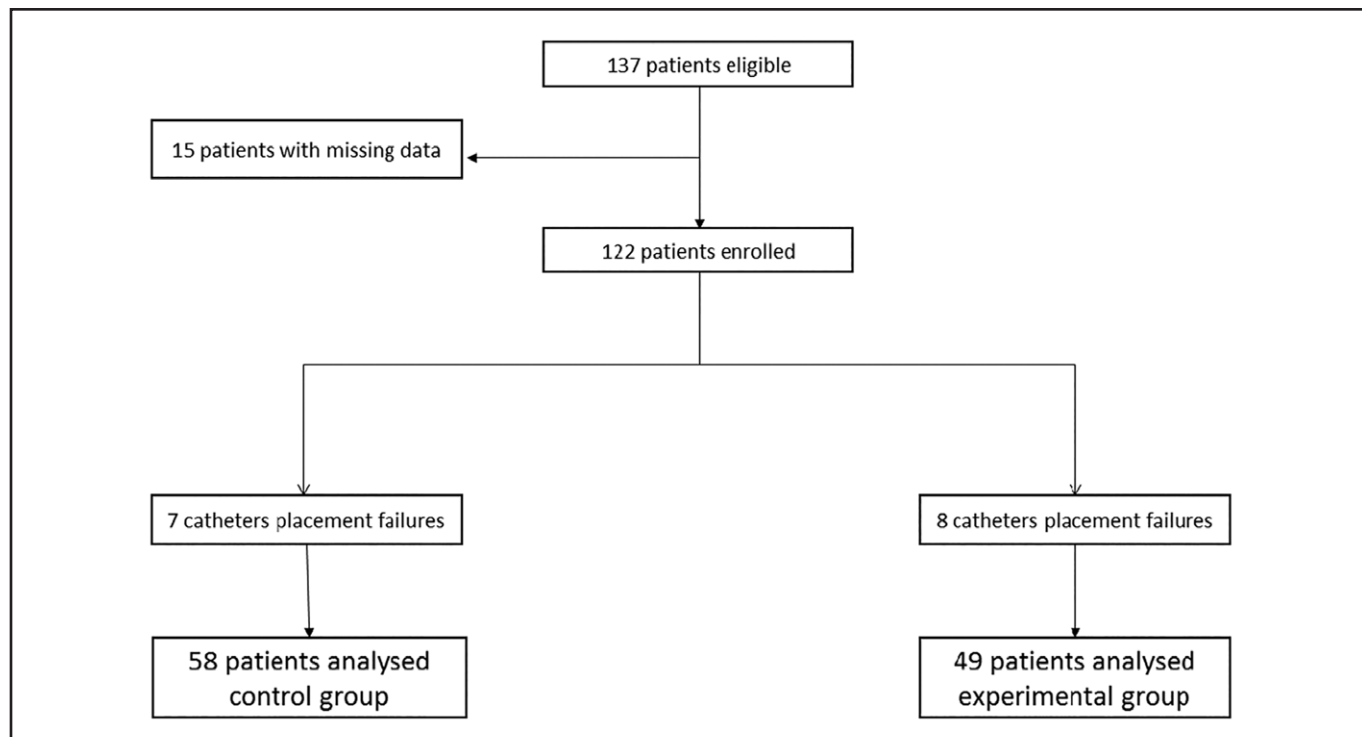 137 patients eligible
15 patients with missing data
122 patients enrolled
7 catheters placement failures
8 catheters placement failures
58 patients analysed
control group
49 patients analysed
experimental group